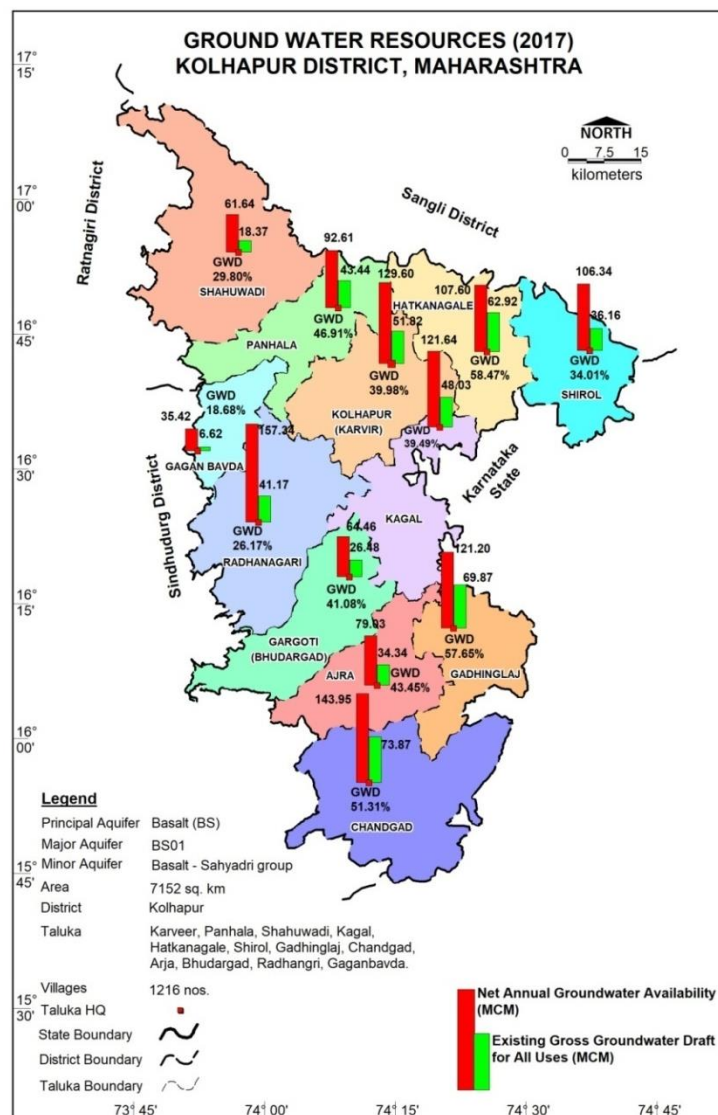 GROUND WATER RESOURCES (2017)
KOLHAPUR DISTRICT, MAHARASHTRA
17°
15'
NORTH
0 7.5 15
kilometers
17°
00'
Ratnagiri District
Sangli District
61.64
18.37
GWD
29.80%
SHAHUWADI
92.61
43.44
GWD
46.91%
PANHALA
129.60
51.82
GWD
39.98%
KOLHAPUR
(KARVIR)
HATKANAGALE
107.60
62.92
GWD
58.47%
106.34
36.16
GWD
34.01%
SHIROL
16°
45'
121.64
48.03
GWD
39.49%
KAGAL
Karnataka
State
GWD
18.68%
35.42
6.62
GAGAN BAVDA
16°
30'
157.34
41.17
GWD
26.17%
RADHANAGARI
Sindhudurg District
64.46
26.48
GWD
41.08%
GARGOTI
(BHUDARGAD)
121.20
69.87
GWD
57.65%
GADHINGLAJ
16°
15'
79.03
34.34
GWD
43.45%
AJRA
16°
00'
143.95
73.87
GWD
51.31%
CHANDGAD
Legend
Principal Aquifer Basalt (BS)
Major Aquifer BS01
Minor Aquifer Basalt - Sahyadri group
Area 7152 sq. km
District Kolhapur
Taluka Karveer, Panhala, Shahuwadi, Kagal,
Hatkanagale, Shirol, Gadhinglaj, Chandgad,
Arja, Bhudargad, Radhangri, Gaganbavda.
Villages 1216 nos.
Taluka HQ
State Boundary
District Boundary
Taluka Boundary
15°
45'
15°
30'
Net Annual Groundwater Availability
(MCM)
Existing Gross Groundwater Draft
for All Uses (MCM)
73° 45' 74° 00' 74° 15' 74° 30' 74° 45'